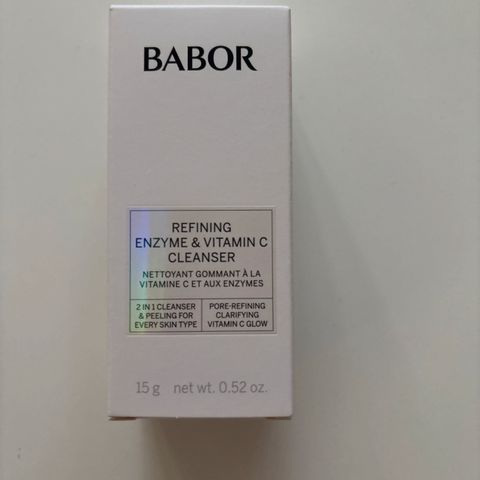 BABOR
REFINING
ENZYME & VITAMIN C
CLEANSER
NETTOYANT GOMMANT À LA
VITAMINE C ET AUX ENZYMES
2 IN 1 CLEANSER
& PEELING FOR
EVERY SKIN TYPE
PORE-REFINING
CLARIFYING
VITAMIN C GLOW
15 g net wt. 0.52 oz.